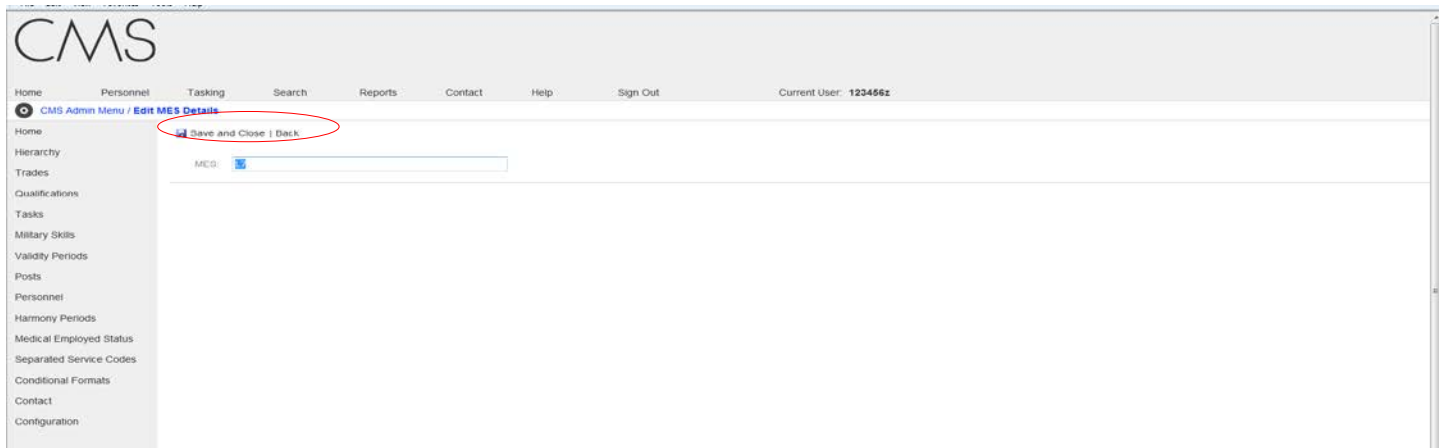 CMS
Home Personnel Tasking Search Reports Contact Help Sign Out Current User: 123456z
CMS Admin Menu / Edit MES Details
Home
Save and Close | Back
Hierarchy
MES:
Trades
Qualifications
Tasks
Military Skills
Validity Periods
Posts
Personnel
Harmony Periods
Medical Employed Status
Separated Service Codes
Conditional Formats
Contact
Configuration